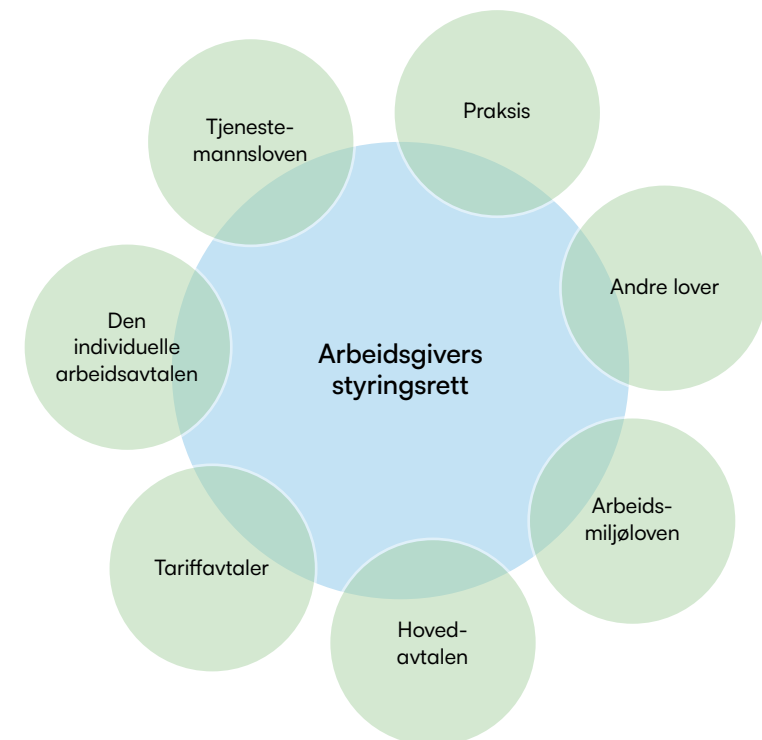 Praksis
Tjeneste-
mannsloven
Andre lover
Den
individuelle
arbeidsavtalen
Arbeidsgivers
styringsrett
Arbeids-
miljøloven
Tariffavtaler
Hoved-
avtalen